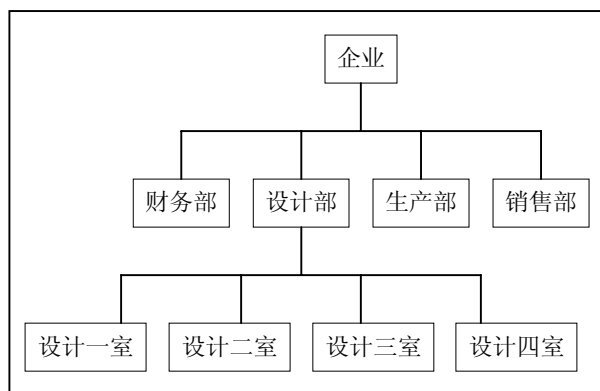 企业
财务部
设计部
生产部
销售部
设计一室
设计二室
设计三室
设计四室